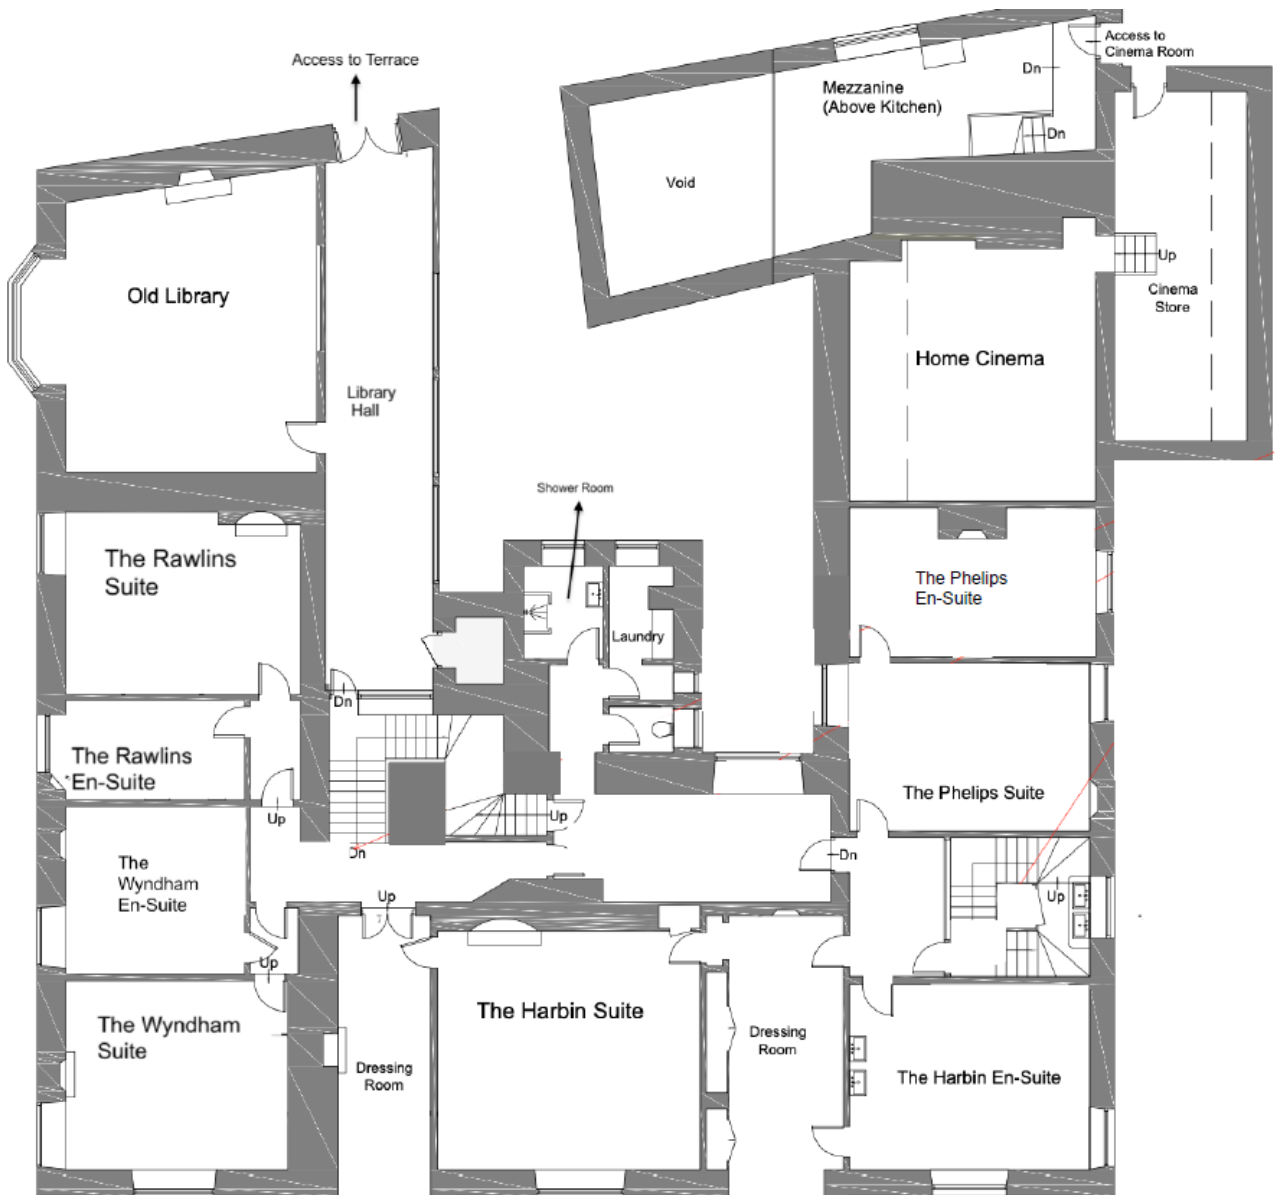 Access to Terrace
Access to
Cinema Room
Dn
Mezzanine
(Above Kitchen)
Dn
Void
Up
Old Library
Cinema
Store
Home Cinema
Library
Hall
Shower Room
The Rawlins
Suite
The Phelips
En-Suite
Laundry
Dn
The Rawlins
En-Suite
The Phelips Suite
Up
Up
Dn
Dn
The
Wyndham
En-Suite
Up
Up
Up
The Harbin Suite
The Wyndham
Suite
Dressing
Room
Dressing
Room
The Harbin En-Suite